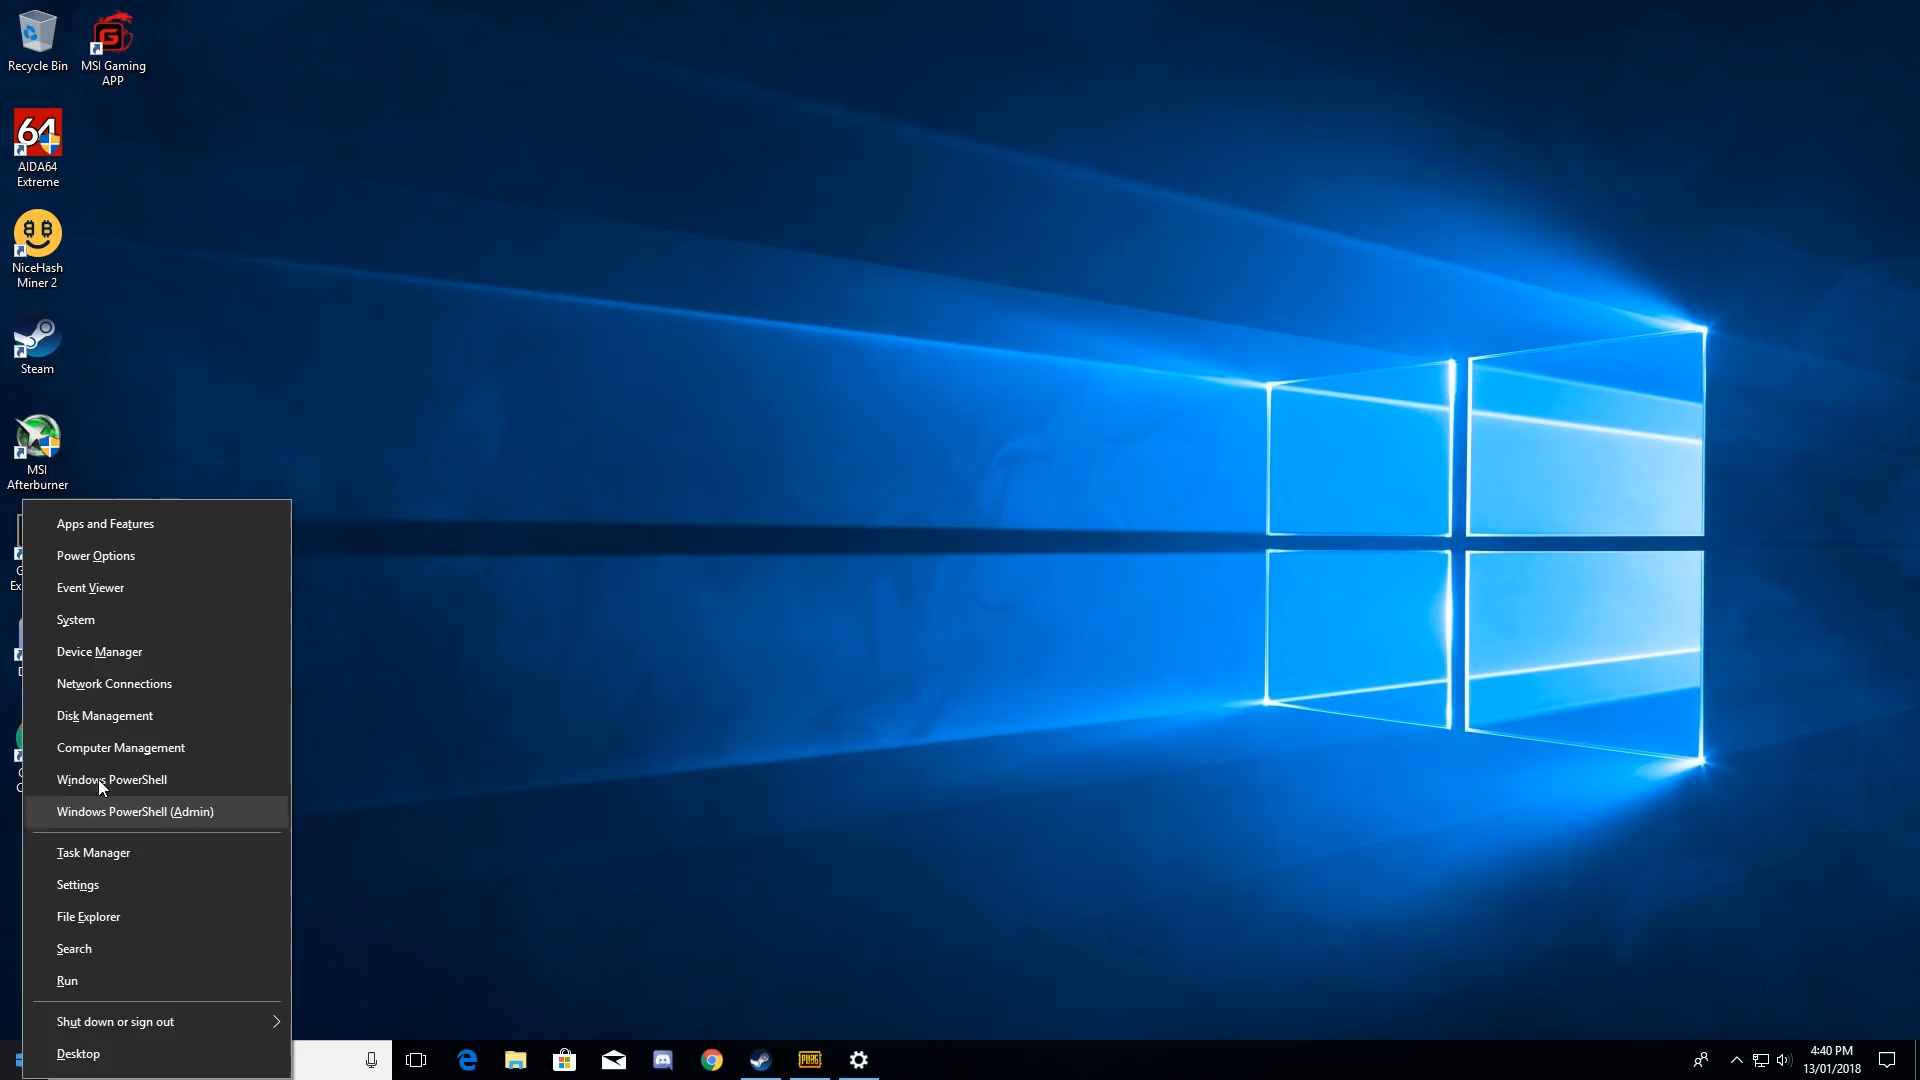 Recycle Bin
MSI Gaming
APP
64
AIDA64
Extreme
NiceHash
Miner 2
Steam
MSI
Afterburner
Apps and Features
Power Options
Event Viewer
System
Device Manager
Network Connections
Disk Management
Computer Management
Windows PowerShell
Windows PowerShell (Admin)
Task Manager
Settings
File Explorer
Search
Run
Shut down or sign out
Desktop
PUBG
4:40 PM
13/01/2018